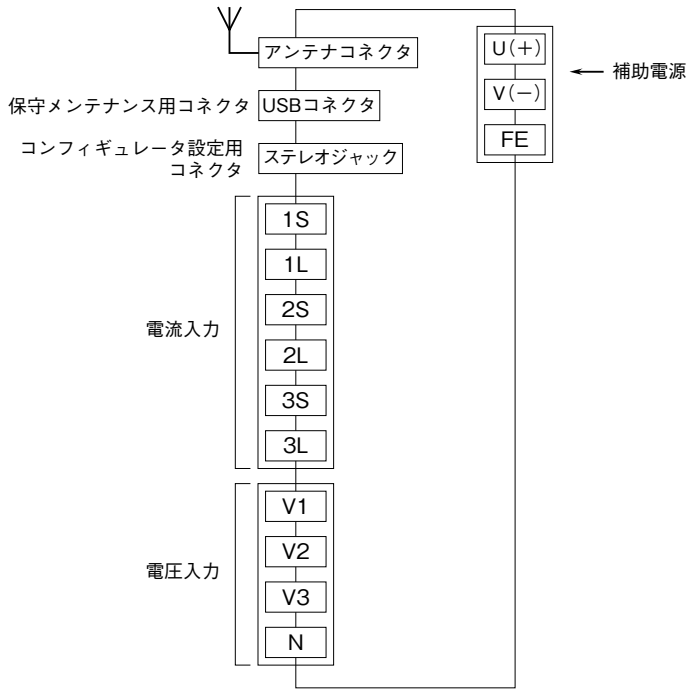 アンテナコネクタ
保守メンテナンス用コネクタ
USBコネクタ
コンフィギュレータ設定用
コネクタ
ステレオジャック
電流入力
1S
1L
2S
2L
3S
3L
電圧入力
V1
V2
V3
N
U(+)
V(−)
FE
補助電源